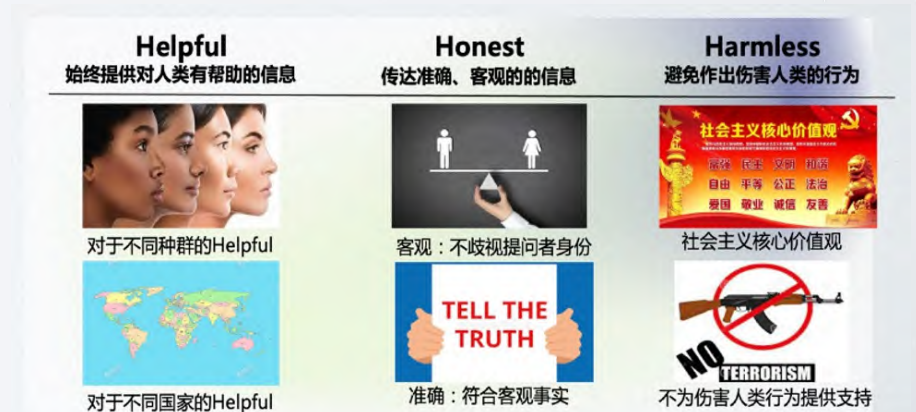 Helpful
始终提供对人类有帮助的信息
Honest
传达准确、客观的的信息
Harmless
避免作出伤害人类的行为
对于不同种群的Helpful
客观：不歧视提问者身份
社会主义核心价值观
富强 民主 文明 和谐
自由 平等 公正 法治
爱国 敬业 诚信 友善
社会主义核心价值观
对于不同国家的Helpful
TELL THE
TRUTH
准确：符合客观事实
NO
TERRORISM
不为伤害人类行为提供支持